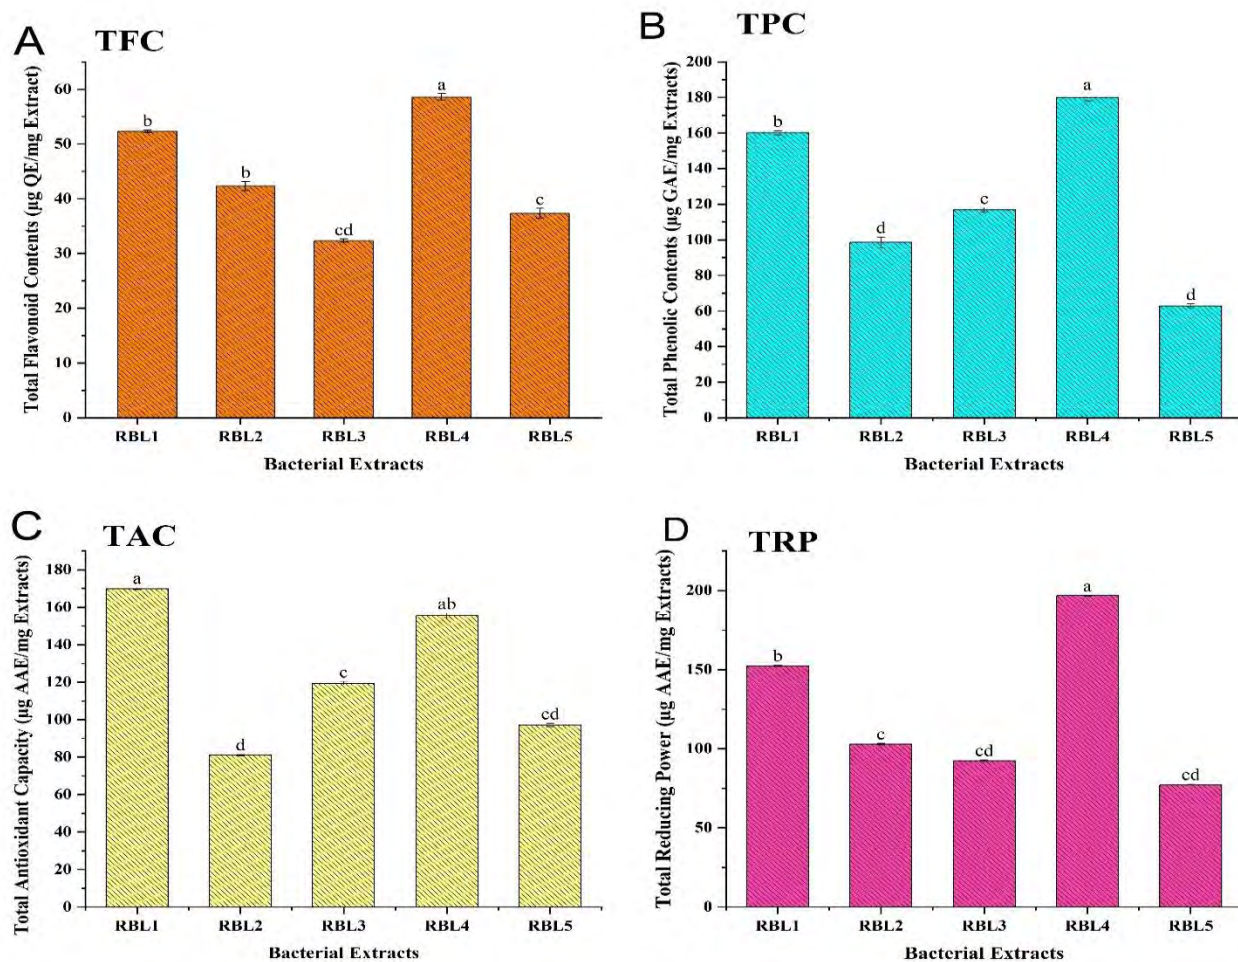 A
TFC
Total Flavonoid Contents (µg QE/mg Extract)
60
50
40
30
20
10
0
b
b
cd
a
c
RBL1 RBL2 RBL3 RBL4 RBL5
Bacterial Extracts
B
TPC
Total Phenolic Contents (µg GAE/mg Extracts)
200
180
160
140
120
100
80
60
40
20
0
b
d
c
a
d
RBL1 RBL2 RBL3 RBL4 RBL5
Bacterial Extracts
C
TAC
Total Antioxidant Capacity (µg AAE/mg Extracts)
180
160
140
120
100
80
60
40
20
0
a
d
c
ab
cd
RBL1 RBL2 RBL3 RBL4 RBL5
Bacterial Extracts
D
TRP
Total Reducing Power (µg AAE/mg Extracts)
200
150
100
50
0
b
c
cd
a
cd
RBL1 RBL2 RBL3 RBL4 RBL5
Bacterial Extracts